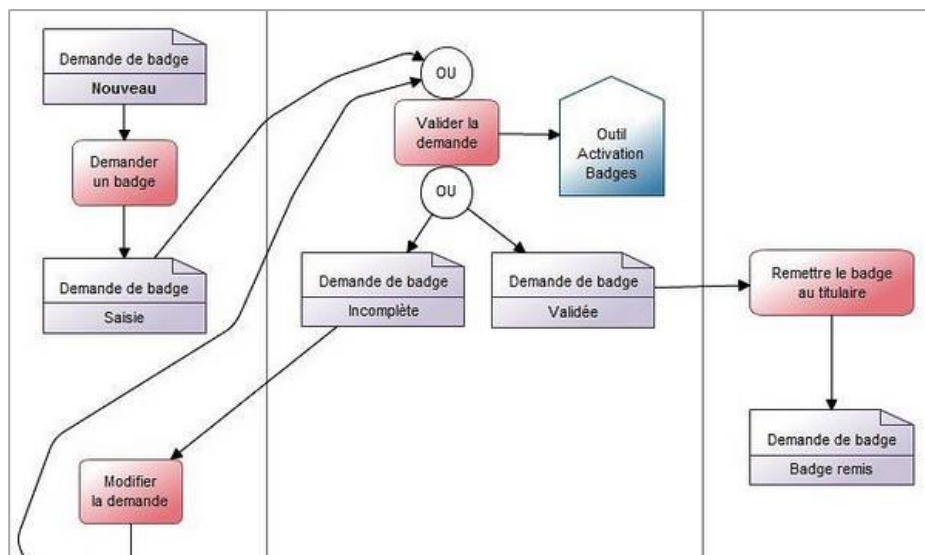 Demande de badge
Nouveau
Demander
un badge
Demande de badge
Saisie
OU
Valider la
demande
Outil
Activation
Badges
OU
Demande de badge
Incomplète
Demande de badge
Validée
Remettre le badge
au titulaire
Demande de badge
Badge remis
Modifier
la demande